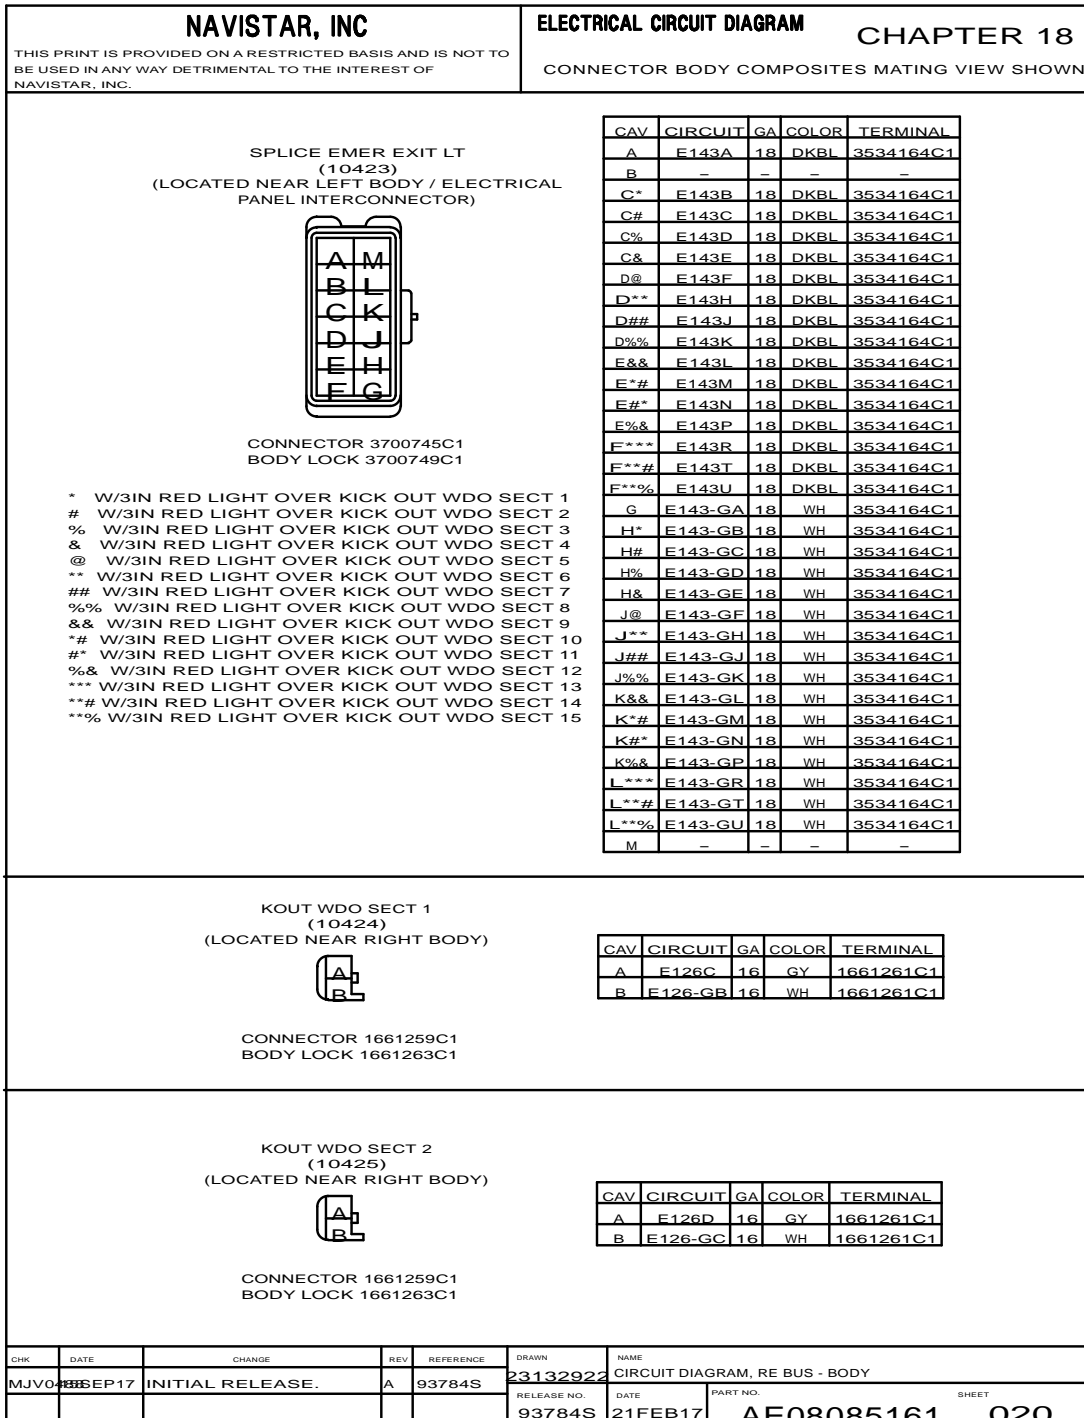 NAVISTAR, INC
THIS PRINT IS PROVIDED ON A RESTRICTED BASIS AND IS NOT TO
BE USED IN ANY WAY DETRIMENTAL TO THE INTEREST OF
NAVISTAR, INC.
ELECTRICAL CIRCUIT DIAGRAM
CHAPTER 18
CONNECTOR BODY COMPOSITES MATING VIEW SHOWN
SPLICE EMER EXIT LT
(10423)
(LOCATED NEAR LEFT BODY / ELECTRICAL
PANEL INTERCONNECTOR)
A M
B L
C K
D J
E H
F G
CONNECTOR 3700745C1
BODY LOCK 3700749C1
* W/3IN RED LIGHT OVER KICK OUT WDO SECT 1
# W/3IN RED LIGHT OVER KICK OUT WDO SECT 2
% W/3IN RED LIGHT OVER KICK OUT WDO SECT 3
& W/3IN RED LIGHT OVER KICK OUT WDO SECT 4
@ W/3IN RED LIGHT OVER KICK OUT WDO SECT 5
** W/3IN RED LIGHT OVER KICK OUT WDO SECT 6
## W/3IN RED LIGHT OVER KICK OUT WDO SECT 7
%% W/3IN RED LIGHT OVER KICK OUT WDO SECT 8
&& W/3IN RED LIGHT OVER KICK OUT WDO SECT 9
*# W/3IN RED LIGHT OVER KICK OUT WDO SECT 10
#* W/3IN RED LIGHT OVER KICK OUT WDO SECT 11
%& W/3IN RED LIGHT OVER KICK OUT WDO SECT 12
*** W/3IN RED LIGHT OVER KICK OUT WDO SECT 13
**# W/3IN RED LIGHT OVER KICK OUT WDO SECT 14
**% W/3IN RED LIGHT OVER KICK OUT WDO SECT 15
CAV CIRCUIT GA COLOR TERMINAL
A E143A 18 DKBL 3534164C1
B – – – –
C* E143B 18 DKBL 3534164C1
C# E143C 18 DKBL 3534164C1
C% E143D 18 DKBL 3534164C1
C& E143E 18 DKBL 3534164C1
D@ E143F 18 DKBL 3534164C1
D** E143H 18 DKBL 3534164C1
D## E143J 18 DKBL 3534164C1
D%% E143K 18 DKBL 3534164C1
E&& E143L 18 DKBL 3534164C1
E*# E143M 18 DKBL 3534164C1
E#* E143N 18 DKBL 3534164C1
E%& E143P 18 DKBL 3534164C1
F*** E143R 18 DKBL 3534164C1
F**# E143T 18 DKBL 3534164C1
F**% E143U 18 DKBL 3534164C1
G E143-GA 18 WH 3534164C1
H* E143-GB 18 WH 3534164C1
H# E143-GC 18 WH 3534164C1
H% E143-GD 18 WH 3534164C1
H& E143-GE 18 WH 3534164C1
J@ E143-GF 18 WH 3534164C1
J** E143-GH 18 WH 3534164C1
J## E143-GJ 18 WH 3534164C1
J%% E143-GK 18 WH 3534164C1
K&& E143-GL 18 WH 3534164C1
K*# E143-GM 18 WH 3534164C1
K#* E143-GN 18 WH 3534164C1
K%& E143-GP 18 WH 3534164C1
L*** E143-GR 18 WH 3534164C1
L**# E143-GT 18 WH 3534164C1
L**% E143-GU 18 WH 3534164C1
M – – – –
KOUT WDO SECT 1
(10424)
(LOCATED NEAR RIGHT BODY)
A
B
CONNECTOR 1661259C1
BODY LOCK 1661263C1
CAV CIRCUIT GA COLOR TERMINAL
A E126C 16 GY 1661261C1
B E126-GB 16 WH 1661261C1
KOUT WDO SECT 2
(10425)
(LOCATED NEAR RIGHT BODY)
A
B
CONNECTOR 1661259C1
BODY LOCK 1661263C1
CAV CIRCUIT GA COLOR TERMINAL
A E126D 16 GY 1661261C1
B E126-GC 16 WH 1661261C1
CHK DATE CHANGE REV REFERENCE
INITIAL RELEASE. A 93784S
DRAWN
23132922
NAME
CIRCUIT DIAGRAM, RE BUS - BODY
RELEASE NO.
93784S
DATE
21FEB17
PART NO.
AE08085161
SHEET
020